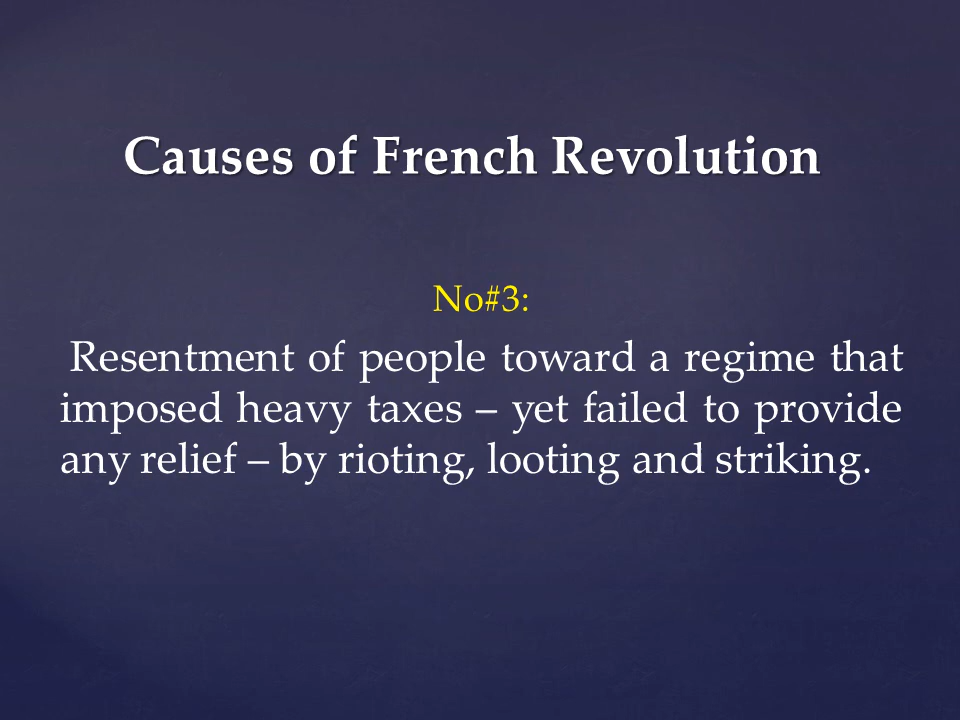 Causes of French Revolution
No#3:
Resentment of people toward a regime that
imposed heavy taxes – yet failed to provide
any relief – by rioting, looting and striking.